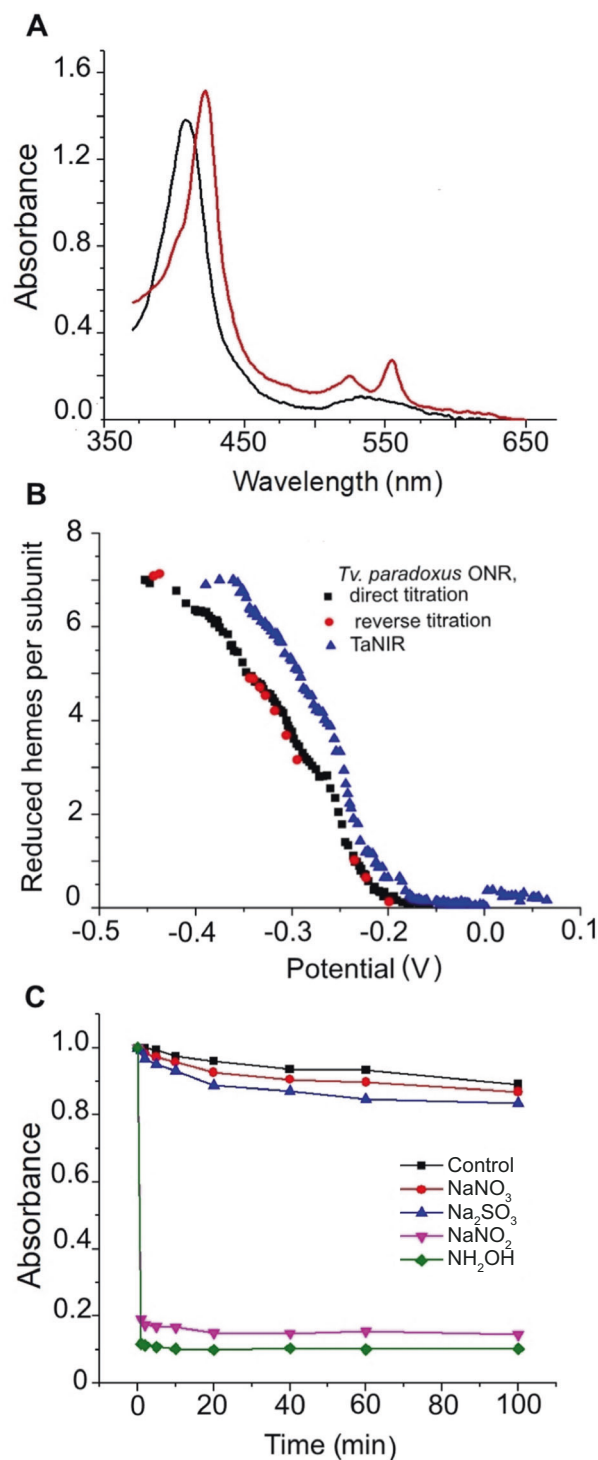 A
1.6
1.2
0.8
0.4
0.0
Absorbance
350
450
550
650
Wavelength (nm)
B
8
6
4
2
0
Reduced hemes per subunit
Tv. paradoxus ONR,
direct titration
reverse titration
TaNIR
-0.5
-0.4
-0.3
-0.2
0.0
0.1
Potential (V)
C
1.0
0.8
0.6
0.4
0.2
0
Absorbance
Control
NaNO₃
Na₂SO₃
NaNO₂
NH₂OH
0
20
40
60
80
100
Time (min)